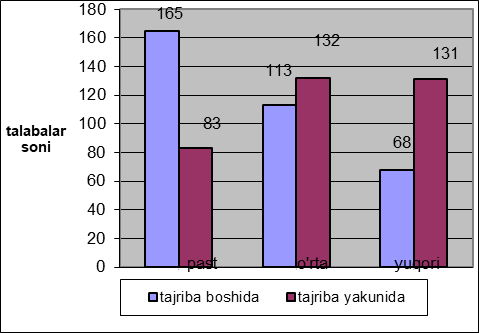 180
160
140
120
100
80
60
40
20
0
talabalar
soni
165
83
113
132
68
131
past
o'rta
yuqori
tajriba boshida
tajriba yakunida